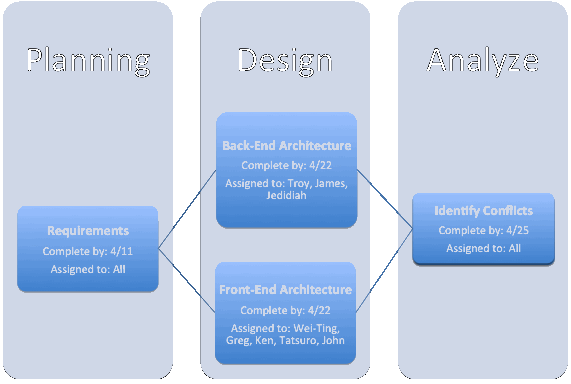 Planning
Design
Analyze
Requirements
Complete by: 4/11
Assigned to: All
Back-End Architecture
Complete by: 4/22
Assigned to: Troy, James,
Jedidiah
Front-End Architecture
Complete by: 4/22
Assigned to: Wei-Ting,
Greg, Ken, Tatsuro, John
Identify Conflicts
Complete by: 4/25
Assigned to: All